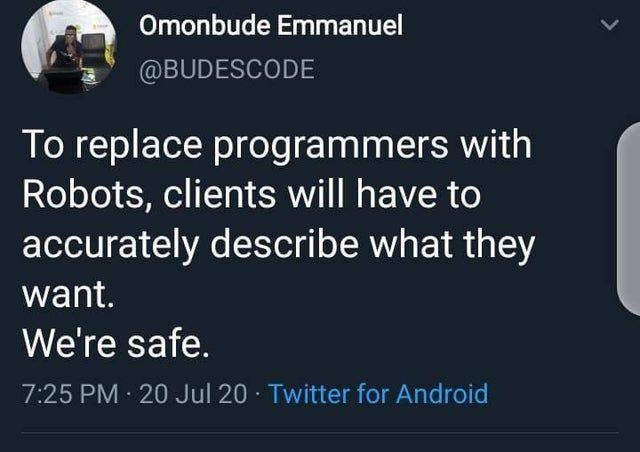 Omonbude Emmanuel
@BUDESCODE
To replace programmers with
Robots, clients will have to
accurately describe what they
want.
We're safe.
7:25 PM · 20 Jul 20 · Twitter for Android